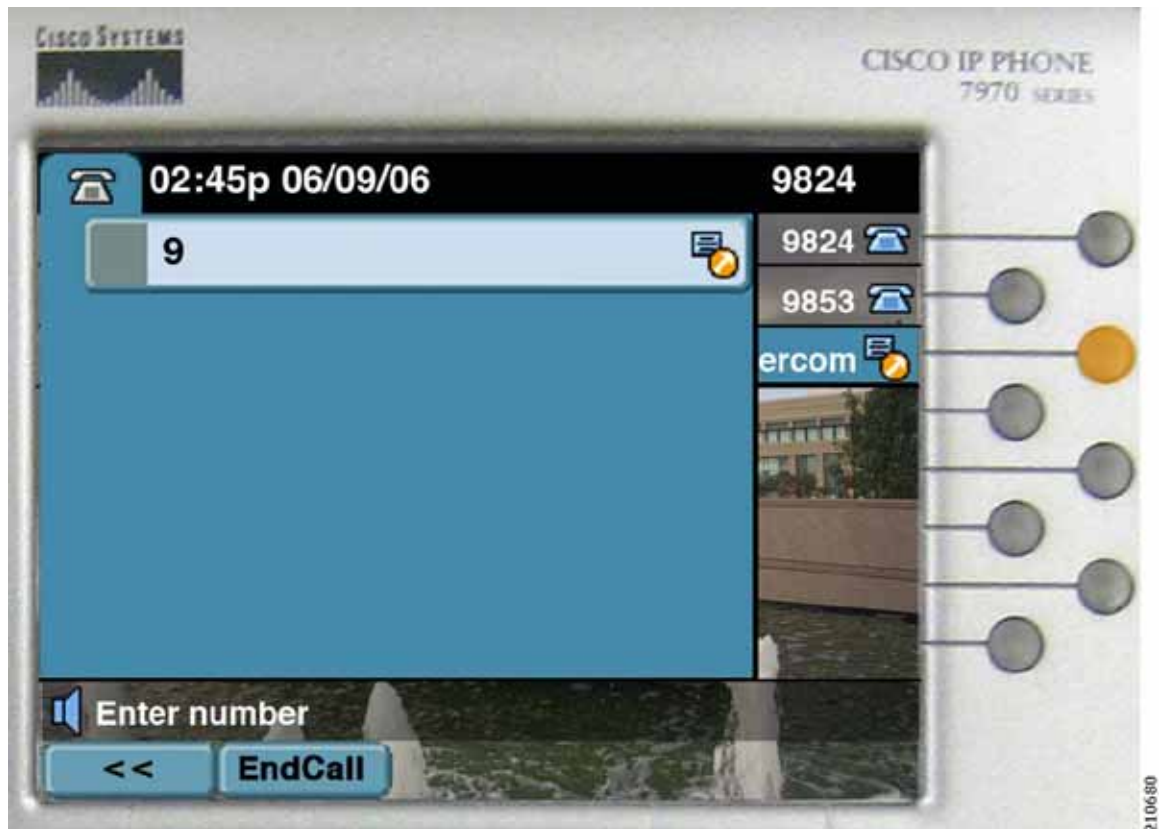 CISCO SYSTEMS
CISCO IP PHONE
7970 SERIES
02:45p 06/09/06 9824
9
9824
9853
ercom
Enter number
<< EndCall
210680